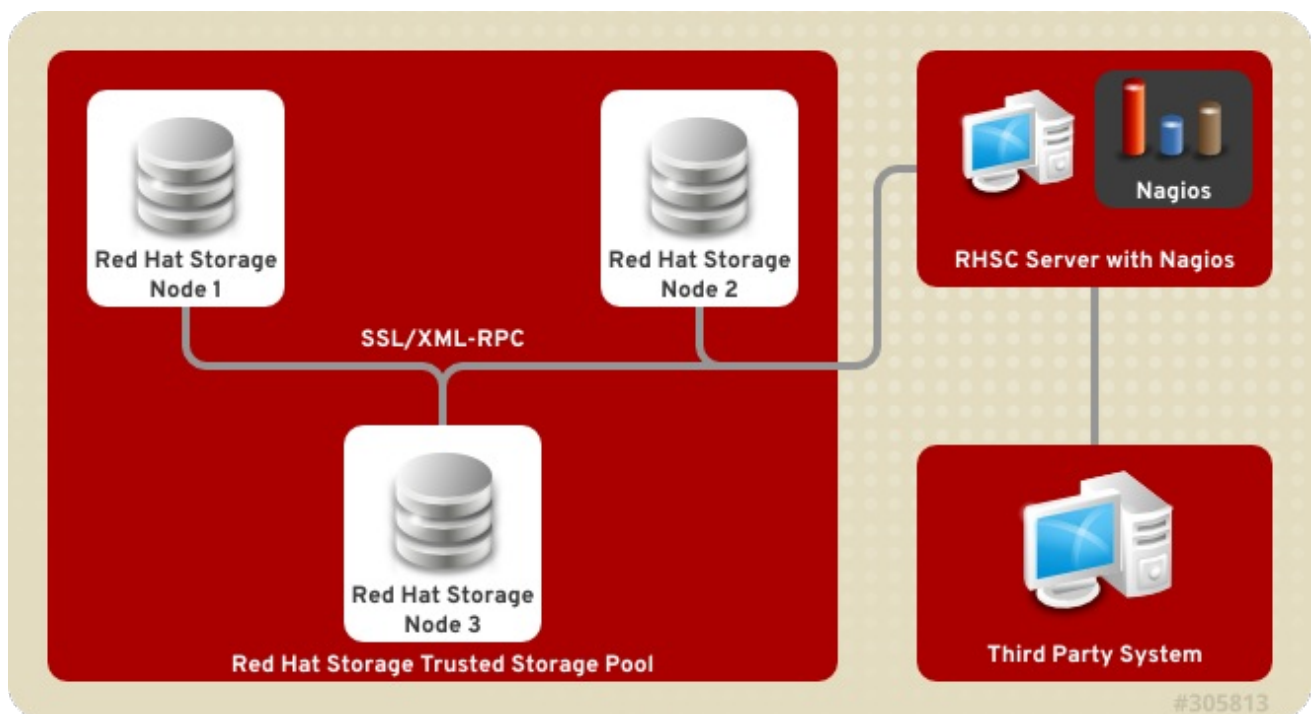 Red Hat Storage
Node 1
Red Hat Storage
Node 2
SSL/XML-RPC
Red Hat Storage
Node 3
Red Hat Storage Trusted Storage Pool
Nagios
RHSC Server with Nagios
Third Party System
#305813